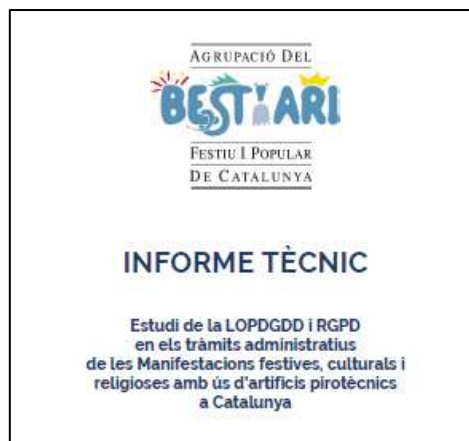 AGRUPACIÓ DEL
BESTIARI
FESTIU I POPULAR
DE CATALUNYA
INFORME TÈCNIC
Estudi de la LOPDGDD i RGPD
en els tràmits administratius
de les Manifestacions festives, culturals i
religioses amb ús d'artificis pirotècnics
a Catalunya